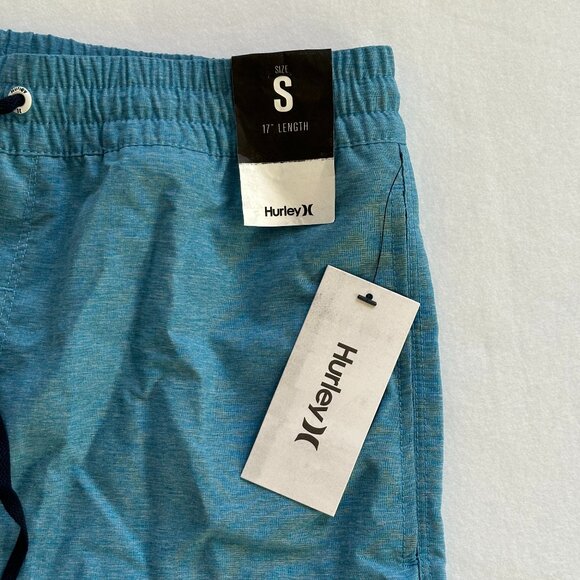 SIZE
S
17" LENGTH
Hurley)(
Hurley)(